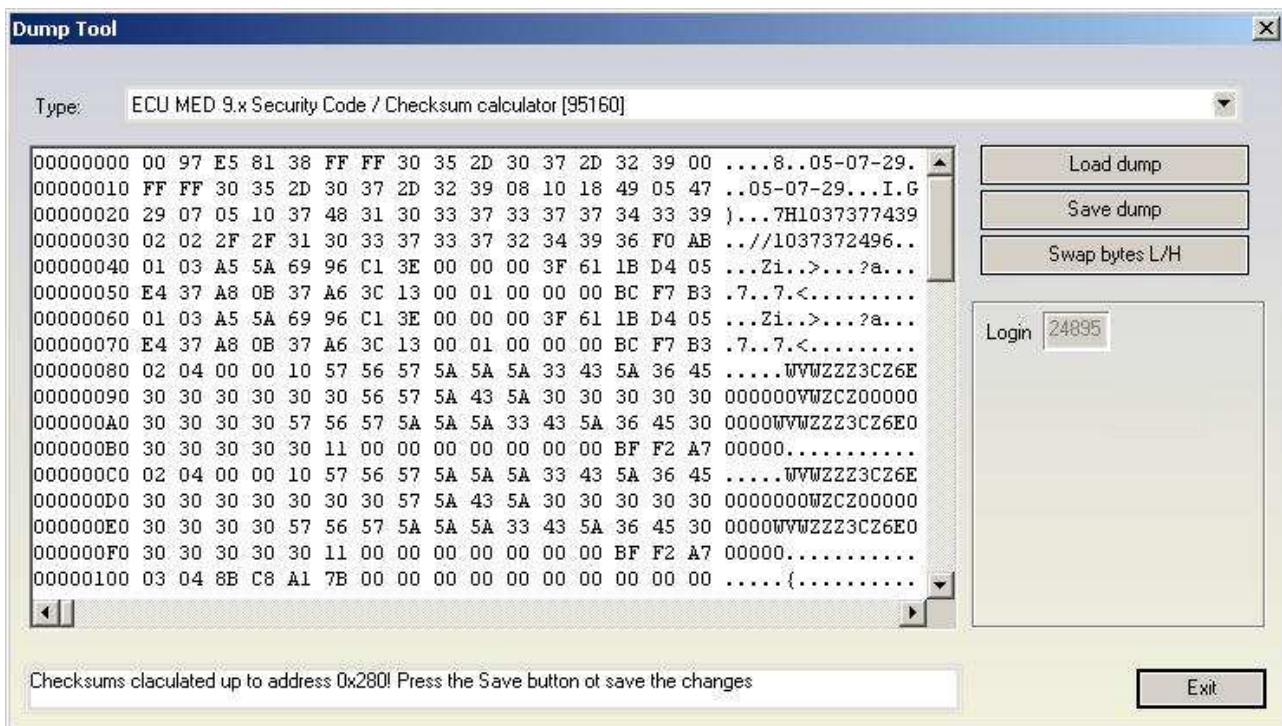 Dump Tool
Type: ECU MED 9.x Security Code / Checksum calculator [95160]
00000000 00 97 E5 81 38 FF FF 30 35 2D 30 37 2D 32 39 00 ....8..05-07-29.
00000010 FF FF 30 35 2D 30 37 2D 32 39 08 10 18 49 05 47 ..05-07-29...I.G
00000020 29 07 05 10 37 48 31 30 33 37 33 37 37 34 33 39 )...7H1037377439
00000030 02 02 2F 2F 31 30 33 37 33 37 32 34 39 36 F0 AB ..//1037372496..
00000040 01 03 A5 5A 69 96 C1 3E 00 00 00 3F 61 1B D4 05 ...Zi..>...?a...
00000050 E4 37 A8 0B 37 A6 3C 13 00 01 00 00 00 BC F7 B3 .7..7.<.........
00000060 01 03 A5 5A 69 96 C1 3E 00 00 00 3F 61 1B D4 05 ...Zi..>...?a...
00000070 E4 37 A8 0B 37 A6 3C 13 00 01 00 00 00 BC F7 B3 .7..7.<.........
00000080 02 04 00 00 10 57 56 57 5A 5A 5A 33 43 5A 36 45 .....WVWZZZ3CZ6E
00000090 30 30 30 30 30 30 56 57 5A 43 5A 30 30 30 30 30 000000VWZCZ00000
000000A0 30 30 30 30 57 56 57 5A 5A 5A 33 43 5A 36 45 30 0000WVWZZZ3CZ6E0
000000B0 30 30 30 30 30 11 00 00 00 00 00 00 00 BF F2 A7 00000...........
000000C0 02 04 00 00 10 57 56 57 5A 5A 5A 33 43 5A 36 45 .....WVWZZZ3CZ6E
000000D0 30 30 30 30 30 30 30 57 5A 43 5A 30 30 30 30 30 0000000WZCZ00000
000000E0 30 30 30 30 57 56 57 5A 5A 5A 33 43 5A 36 45 30 0000WVWZZZ3CZ6E0
000000F0 30 30 30 30 30 11 00 00 00 00 00 00 00 BF F2 A7 00000...........
00000100 03 04 8B C8 A1 7B 00 00 00 00 00 00 00 00 00 00 .....{..........
Load dump
Save dump
Swap bytes L/H
Login 24895
Checksums claculated up to address 0x280! Press the Save button ot save the changes
Exit